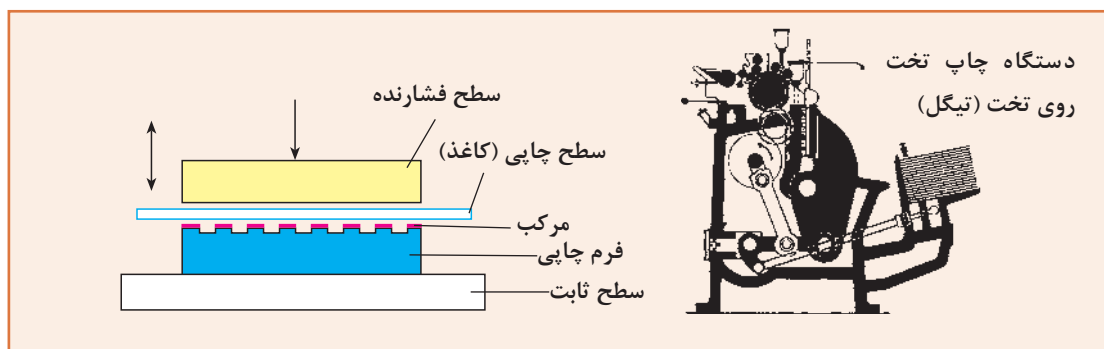 دستگاه چاپ تخت
روی تخت (تیگل)
سطح فشارنده
سطح چاپی (کاغذ)
مرکب
فرم چاپی
سطح ثابت